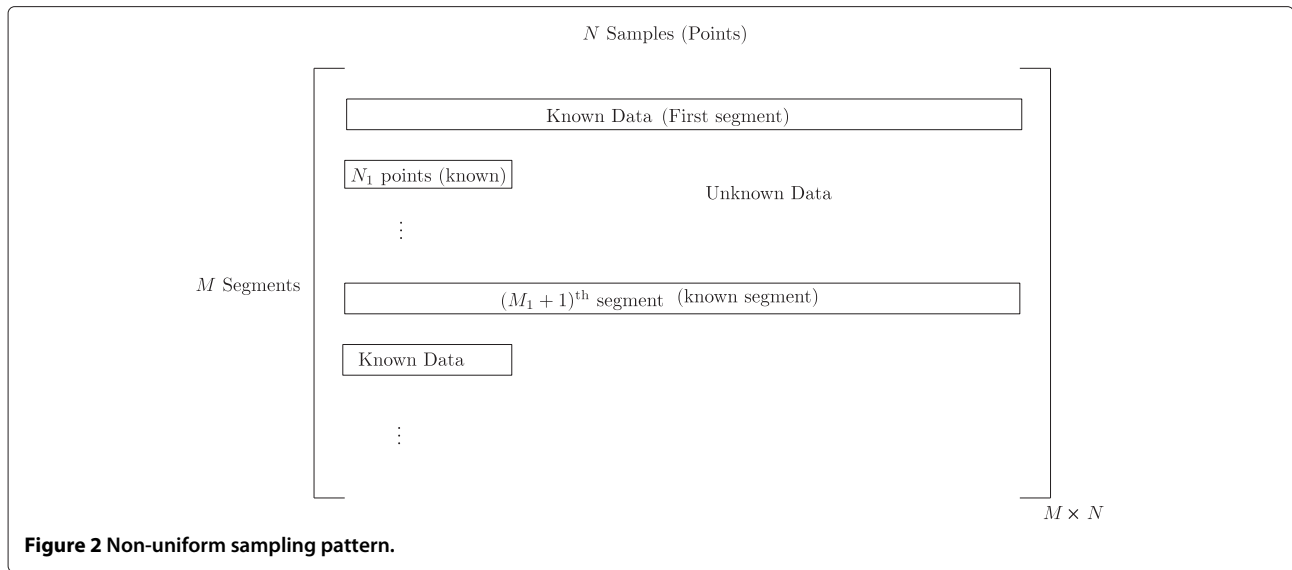 N Samples (Points)
Known Data (First segment)
N₁ points (known)
Unknown Data
⋮
M Segments
(M₁ + 1)ᵗʰ segment (known segment)
Known Data
⋮
M × N
Figure 2 Non-uniform sampling pattern.